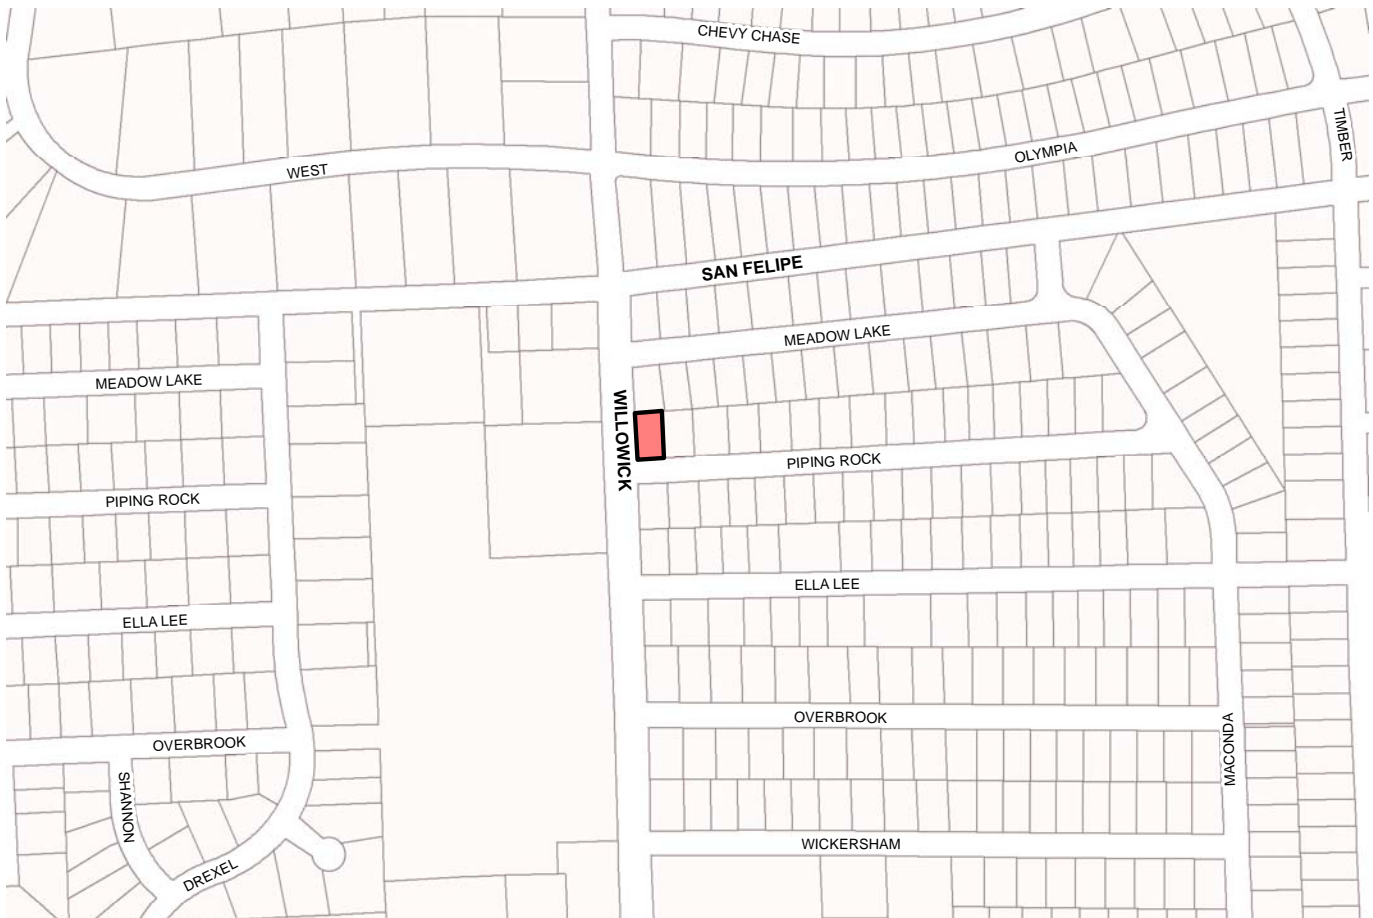 CHEVY CHASE
TIMBER
OLYMPIA
WEST
SAN FELIPE
MEADOW LAKE
MEADOW LAKE
WILLOWICK
PIPING ROCK
PIPING ROCK
ELLA LEE
ELLA LEE
OVERBROOK
OVERBROOK
MACONDA
SHANNON
WICKERSHAM
DREXEL